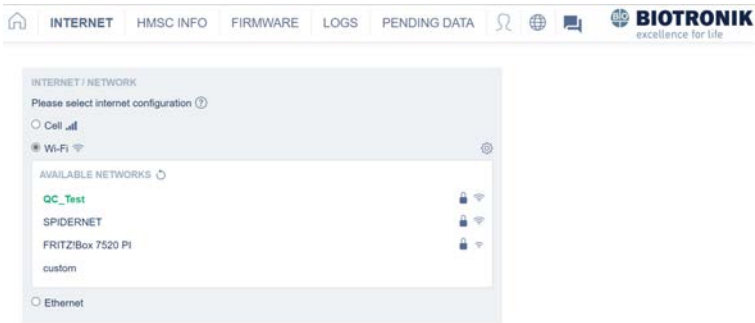 INTERNET HMSC INFO FIRMWARE LOGS PENDING DATA BIO BIOTRONIK
excellence for life
INTERNET / NETWORK
Please select internet configuration ?
Cell
Wi-Fi
AVAILABLE NETWORKS
QC_Test
SPIDERNET
FRITZ!Box 7520 PI
custom
Ethernet